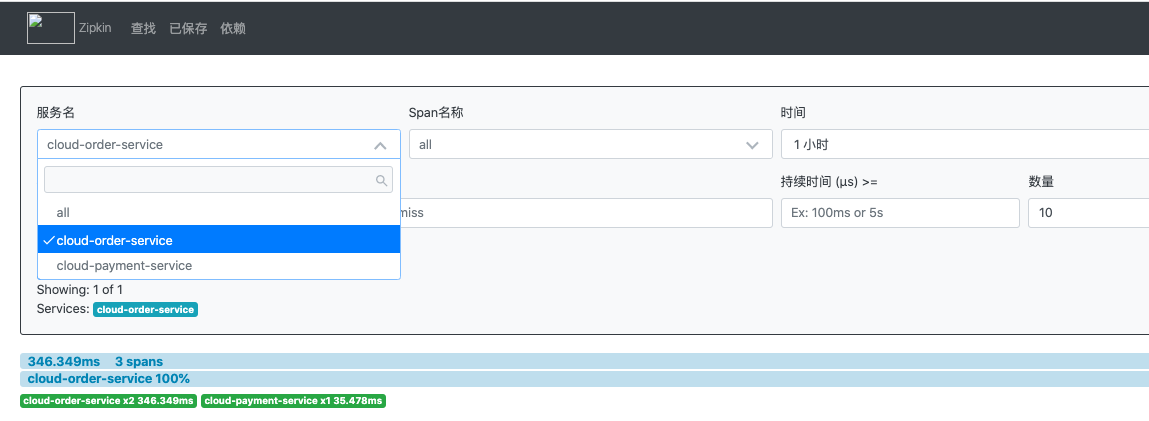 Zipkin 查找 已保存 依赖
服务名 Span名称 时间
cloud-order-service all 1 小时
持续时间 (μs) >= 数量
all miss Ex: 100ms or 5s 10
cloud-order-service
cloud-payment-service
Showing: 1 of 1
Services: cloud-order-service
346.349ms 3 spans
cloud-order-service 100%
cloud-order-service x2 346.349ms cloud-payment-service x1 35.478ms